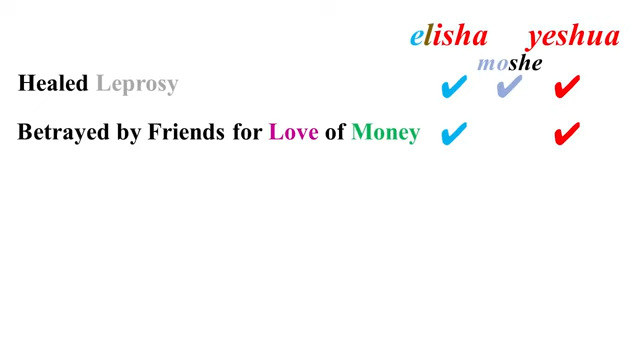 elisha yeshua
moshe
Healed Leprosy ✔ ✔ ✔
Betrayed by Friends for Love of Money ✔ ✔